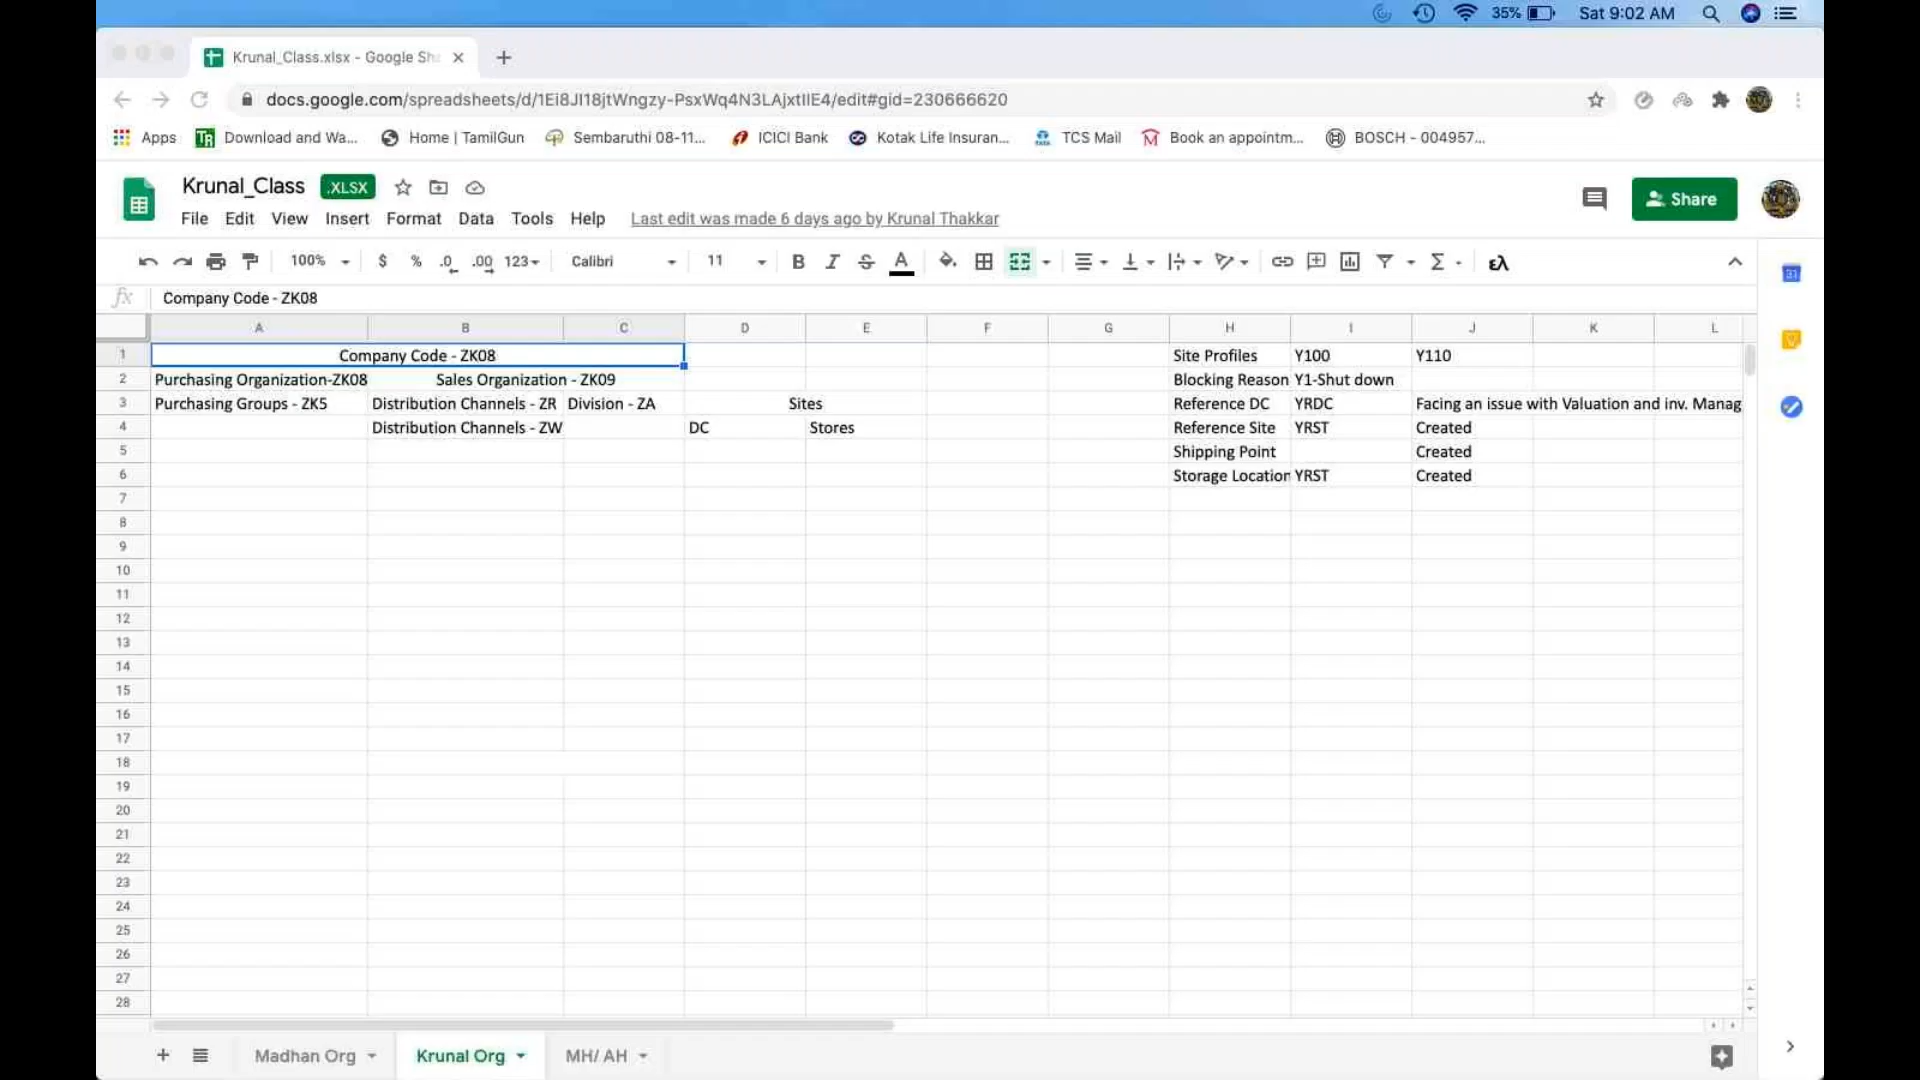 35% Sat 9:02 AM
Krunal_Class.xlsx - Google Sh
docs.google.com/spreadsheets/d/1Ei8JI18jtWngzy-PsxWq4N3LAjxtIIE4/edit#gid=230666620
Apps Download and Wa... Home | TamilGun Sembaruthi 08-11... ICICI Bank Kotak Life Insuran... TCS Mail Book an appointm... BOSCH - 004957...
Krunal_Class .XLSX
Share
File Edit View Insert Format Data Tools Help Last edit was made 6 days ago by Krunal Thakkar
100% $ % .0 .00 123 Calibri 11 B I S A Σ ελ
31
fx Company Code - ZK08
A B C D E F G H I J K L
1 Company Code - ZK08 Site Profiles Y100 Y110
2 Purchasing Organization-ZK08 Sales Organization - ZK09 Blocking Reason Y1-Shut down
3 Purchasing Groups - ZK5 Distribution Channels - ZR Division - ZA Sites Reference DC YRDC Facing an issue with Valuation and inv. Manag
4 Distribution Channels - ZW DC Stores Reference Site YRST Created
5 Shipping Point Created
6 Storage Location YRST Created
7
8
9
10
11
12
13
14
15
16
17
18
19
20
21
22
23
24
25
26
27
28
+ Madhan Org Krunal Org MH/ AH